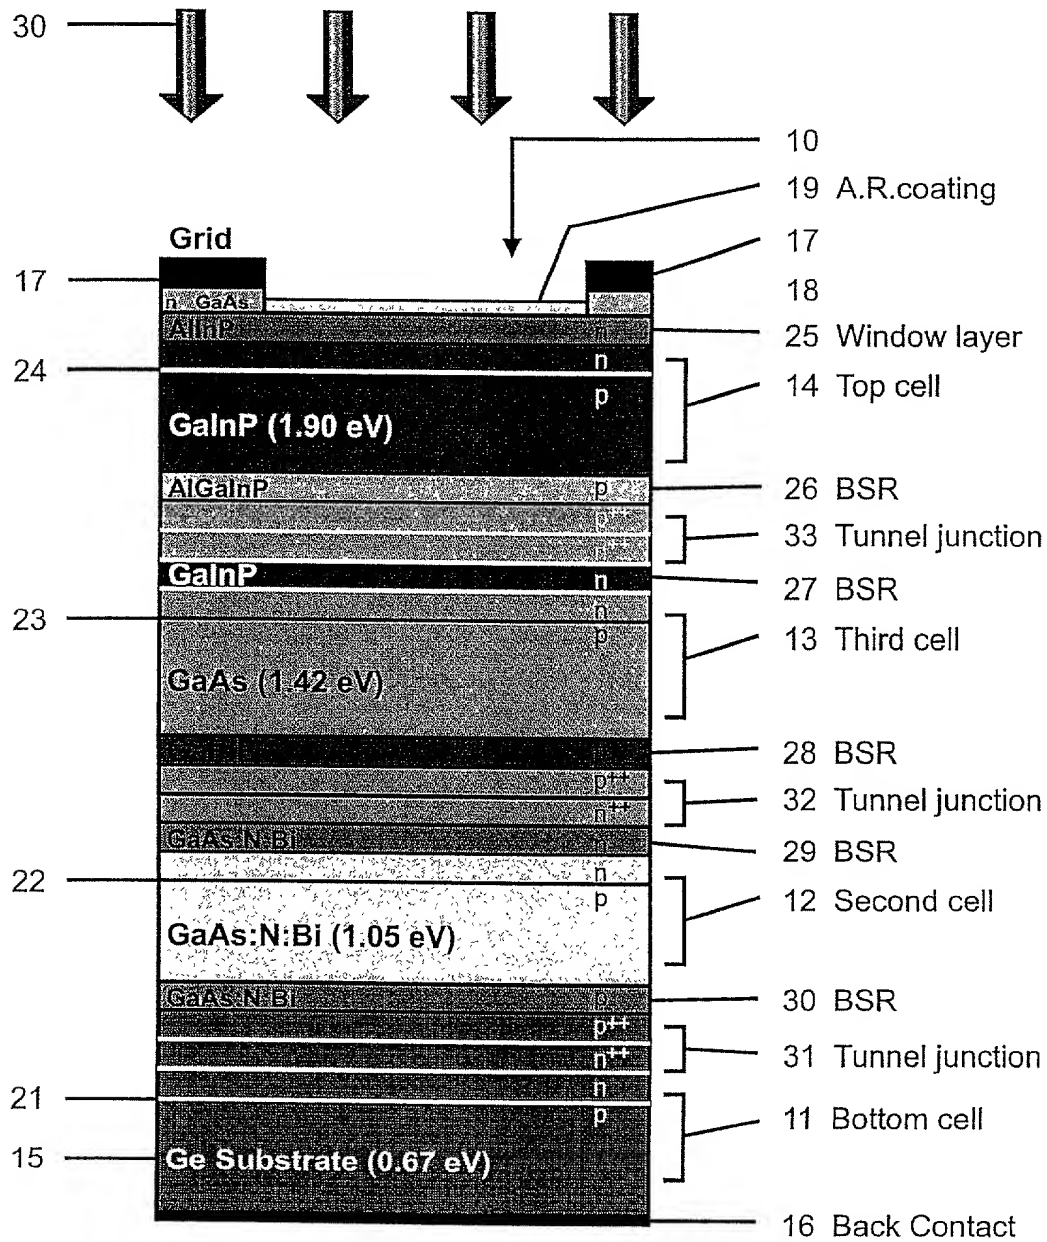 30
10
19 A.R.coating
Grid
17
17
n GaAs
18
AlInP
n
25 Window layer
24
n
14 Top cell
p
GaInP (1.90 eV)
AlGaInP
p
26 BSR
p++
33 Tunnel junction
GaInP
n
27 BSR
23
n
p
13 Third cell
GaAs (1.42 eV)
28 BSR
p++
32 Tunnel junction
n++
GaAs:N:Bi
n
29 BSR
22
n
p
12 Second cell
GaAs:N:Bi (1.05 eV)
GaAs:N:Bi
p
30 BSR
p++
n++
31 Tunnel junction
n
21
p
11 Bottom cell
15
Ge Substrate (0.67 eV)
16 Back Contact